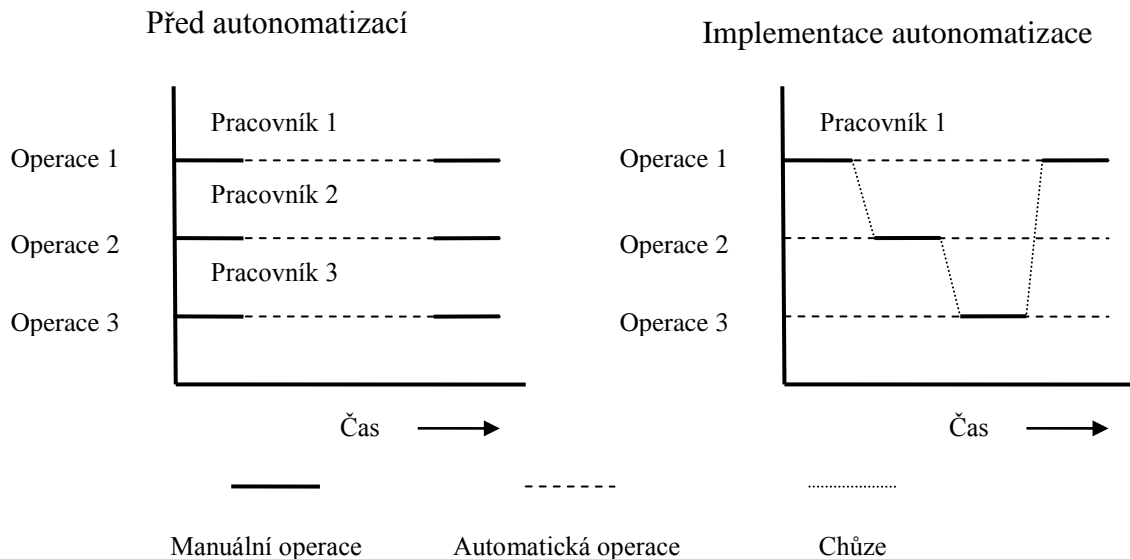 Před autonomatizací
Pracovník 1
Operace 1
Pracovník 2
Operace 2
Pracovník 3
Operace 3
Čas
Implementace autonomatizace
Pracovník 1
Operace 1
Operace 2
Operace 3
Čas
Manuální operace
Automatická operace
Chůze